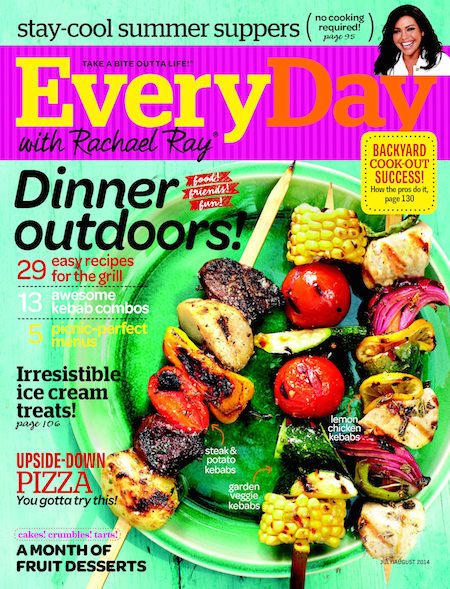 stay-cool summer suppers (no cooking
required!
page 95)
TAKE A BITE OUTTA LIFE!™
EveryDay
with Rachael Ray®
BACKYARD
COOK-OUT
SUCCESS!
How the pros do it,
page 130
Dinner
outdoors!
food!
friends!
fun!
29 easy recipes
for the grill
13 awesome
kebab combos
5 picnic-perfect
menus
Irresistible
ice cream
treats!
page 106
UPSIDE-DOWN
PIZZA
You gotta try this!
cakes! crumbles! tarts!
A MONTH OF
FRUIT DESSERTS
steak &
potato
kebabs
garden
veggie
kebabs
lemon
chicken
kebabs
JULY/AUGUST 2014